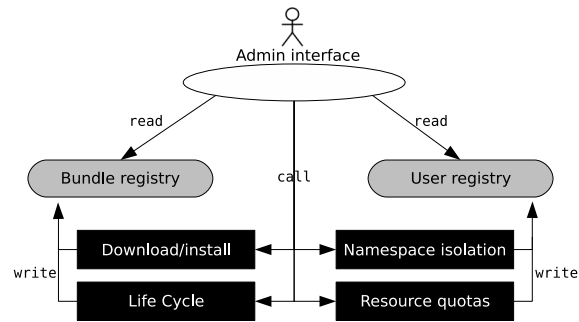 Admin interface
read
read
Bundle registry
call
User registry
Download/install
Namespace isolation
write
write
Life Cycle
Resource quotas